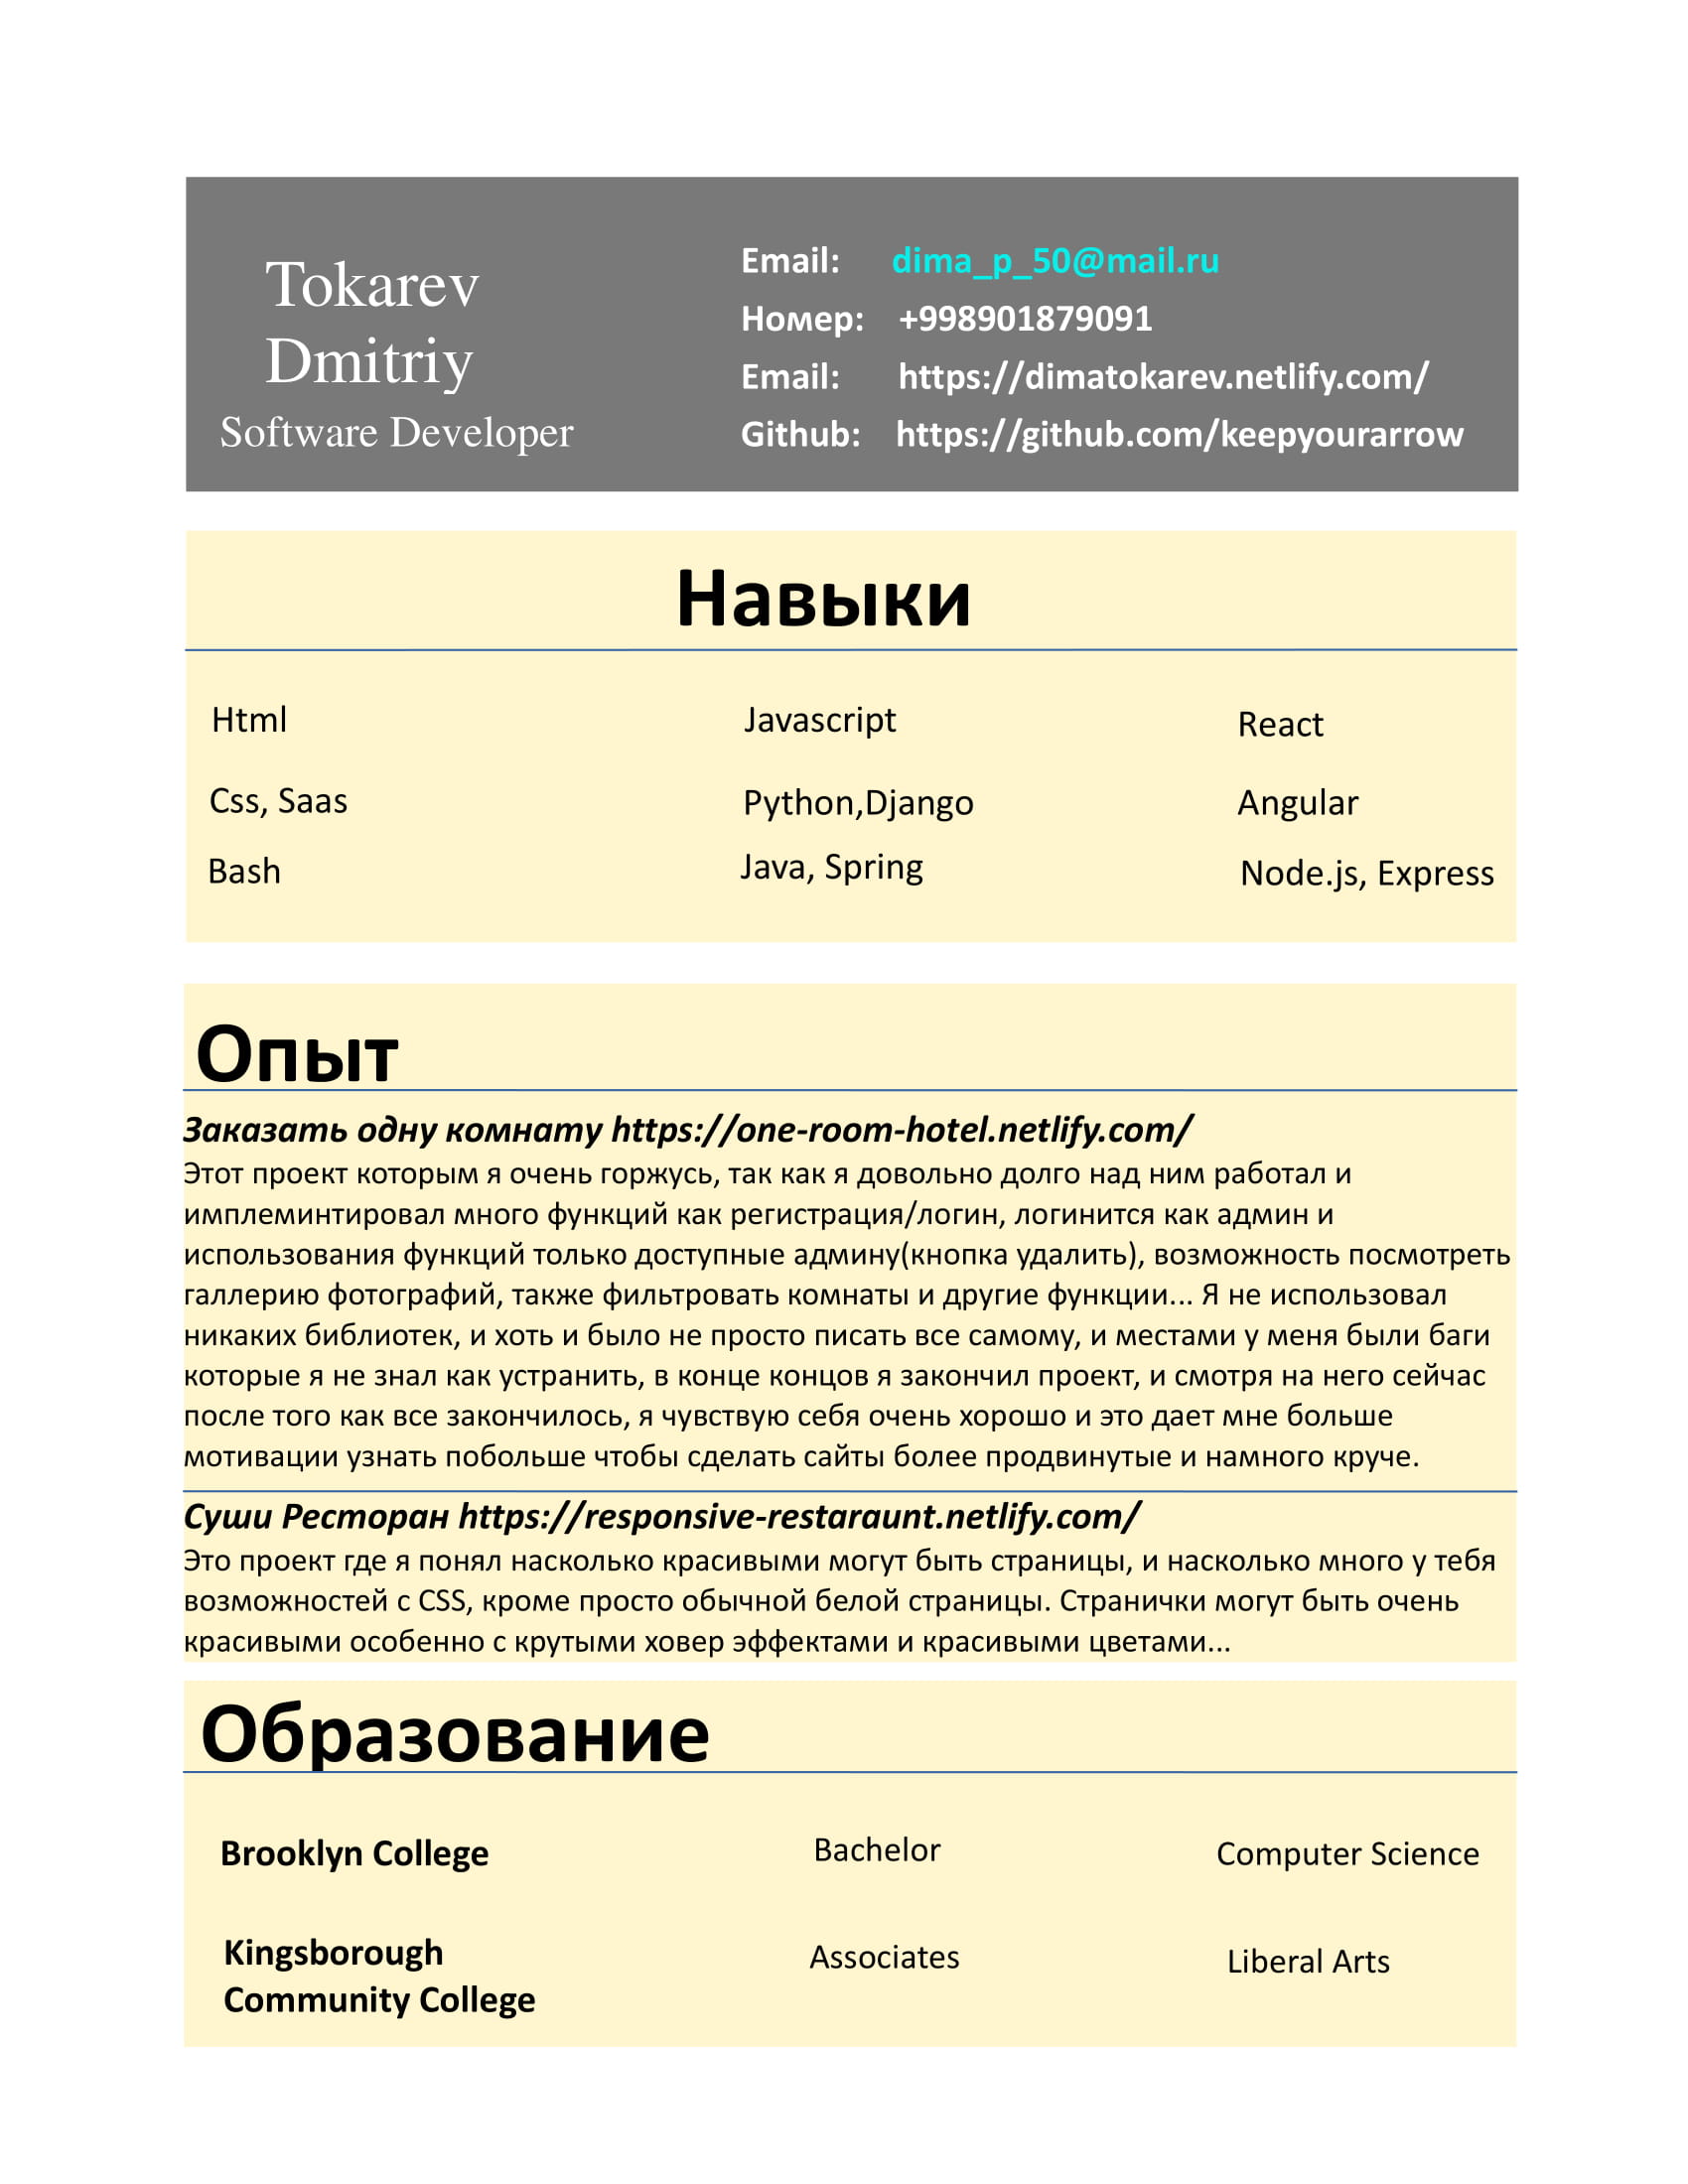 Tokarev
Dmitriy
Software Developer
Email: dima_p_50@mail.ru
Номер: +998901879091
Email: https://dimatokarev.netlify.com/
Github: https://github.com/keepyourarrow
Навыки
Html Javascript React
Css, Saas Python,Django Angular
Bash Java, Spring Node.js, Express
Опыт
Заказать одну комнату https://one-room-hotel.netlify.com/
Этот проект которым я очень горжусь, так как я довольно долго над ним работал и
имплеминтировал много функций как регистрация/логин, логинится как админ и
использования функций только доступные админу(кнопка удалить), возможность посмотреть
галлерию фотографий, также фильтровать комнаты и другие функции... Я не использовал
никаких библиотек, и хоть и было не просто писать все самому, и местами у меня были баги
которые я не знал как устранить, в конце концов я закончил проект, и смотря на него сейчас
после того как все закончилось, я чувствую себя очень хорошо и это дает мне больше
мотивации узнать побольше чтобы сделать сайты более продвинутые и намного круче.
Суши Ресторан https://responsive-restaraunt.netlify.com/
Это проект где я понял насколько красивыми могут быть страницы, и насколько много у тебя
возможностей с CSS, кроме просто обычной белой страницы. Странички могут быть очень
красивыми особенно с крутыми ховер эффектами и красивыми цветами...
Образование
Brooklyn College Bachelor Computer Science
Kingsborough
Community College Associates Liberal Arts